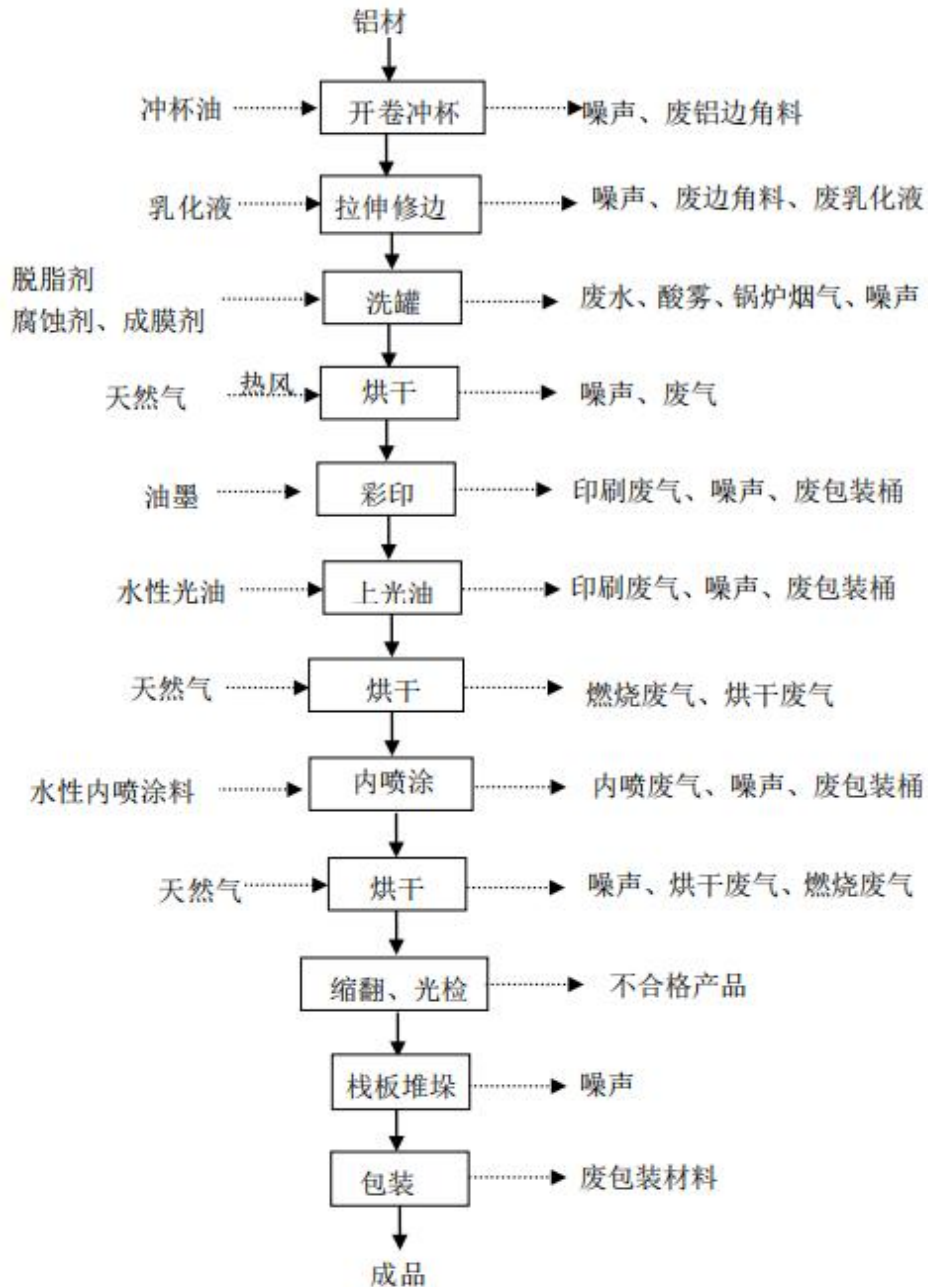 铝材
冲杯油
开卷冲杯
噪声、废铝边角料
乳化液
拉伸修边
噪声、废边角料、废乳化液
脱脂剂
腐蚀剂、成膜剂
洗罐
废水、酸雾、锅炉烟气、噪声
天然气
热风
烘干
噪声、废气
油墨
彩印
印刷废气、噪声、废包装桶
水性光油
上光油
印刷废气、噪声、废包装桶
天然气
烘干
燃烧废气、烘干废气
水性内喷涂料
内喷涂
内喷废气、噪声、废包装桶
天然气
烘干
噪声、烘干废气、燃烧废气
缩翻、光检
不合格产品
栈板堆垛
噪声
包装
废包装材料
成品